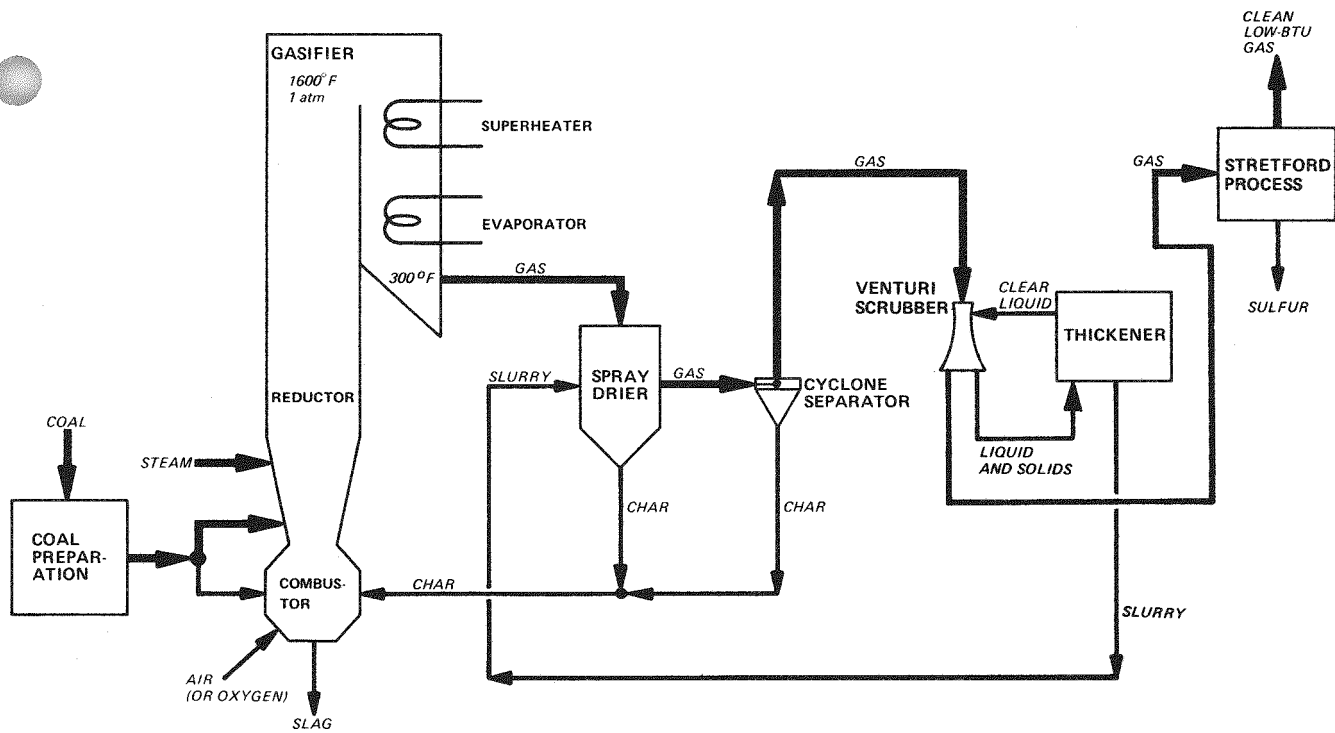 CLEAN
LOW-BTU
GAS
GASIFIER
1600°F
1 atm
SUPERHEATER
GAS
GAS
STRETFORD
PROCESS
EVAPORATOR
300°F
GAS
VENTURI
SCRUBBER
CLEAR
LIQUID
THICKENER
SULFUR
SLURRY
SPRAY
DRIER
GAS
CYCLONE
SEPARATOR
REDUCTOR
COAL
STEAM
LIQUID
AND SOLIDS
CHAR
CHAR
COAL
PREPAR-
ATION
COMBUS-
TOR
CHAR
SLURRY
AIR
(OR OXYGEN)
SLAG